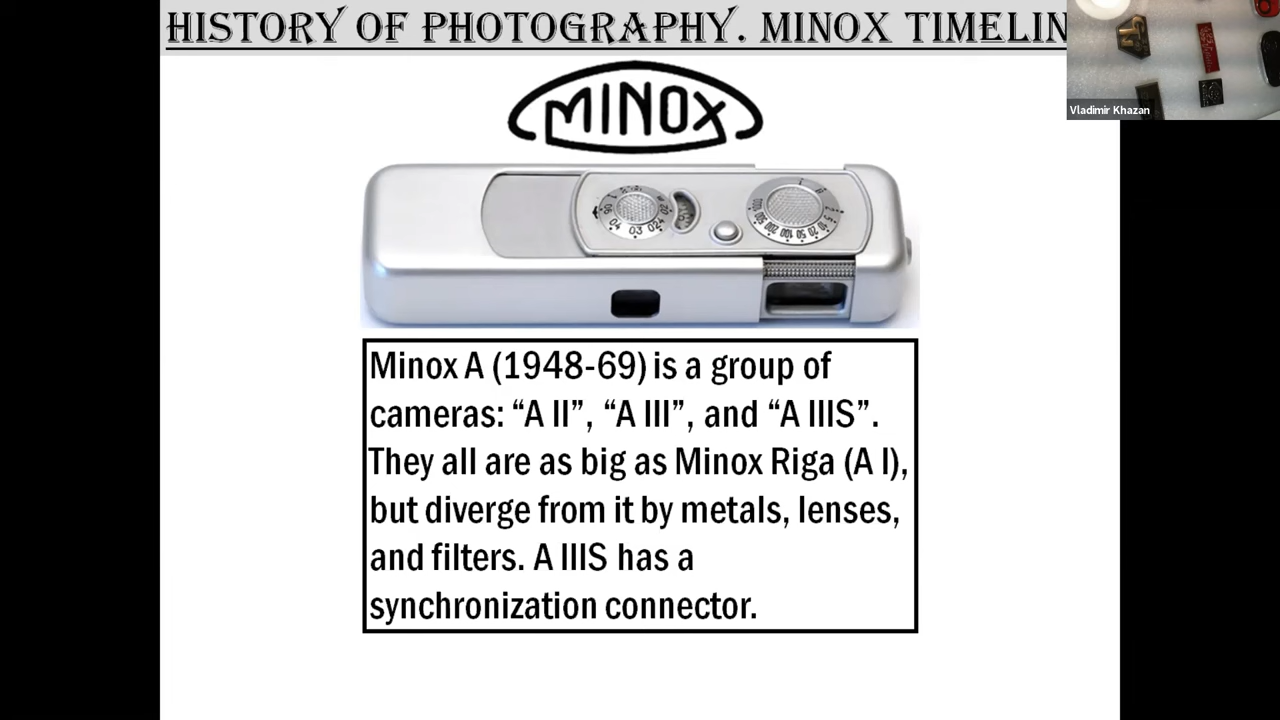 HISTORY OF PHOTOGRAPHY. MINOX TIMELIN
Vladimir Khazan
MINOX
Minox A (1948-69) is a group of
cameras: “A II”, “A III”, and “A IIIS”.
They all are as big as Minox Riga (A I),
but diverge from it by metals, lenses,
and filters. A IIIS has a
synchronization connector.